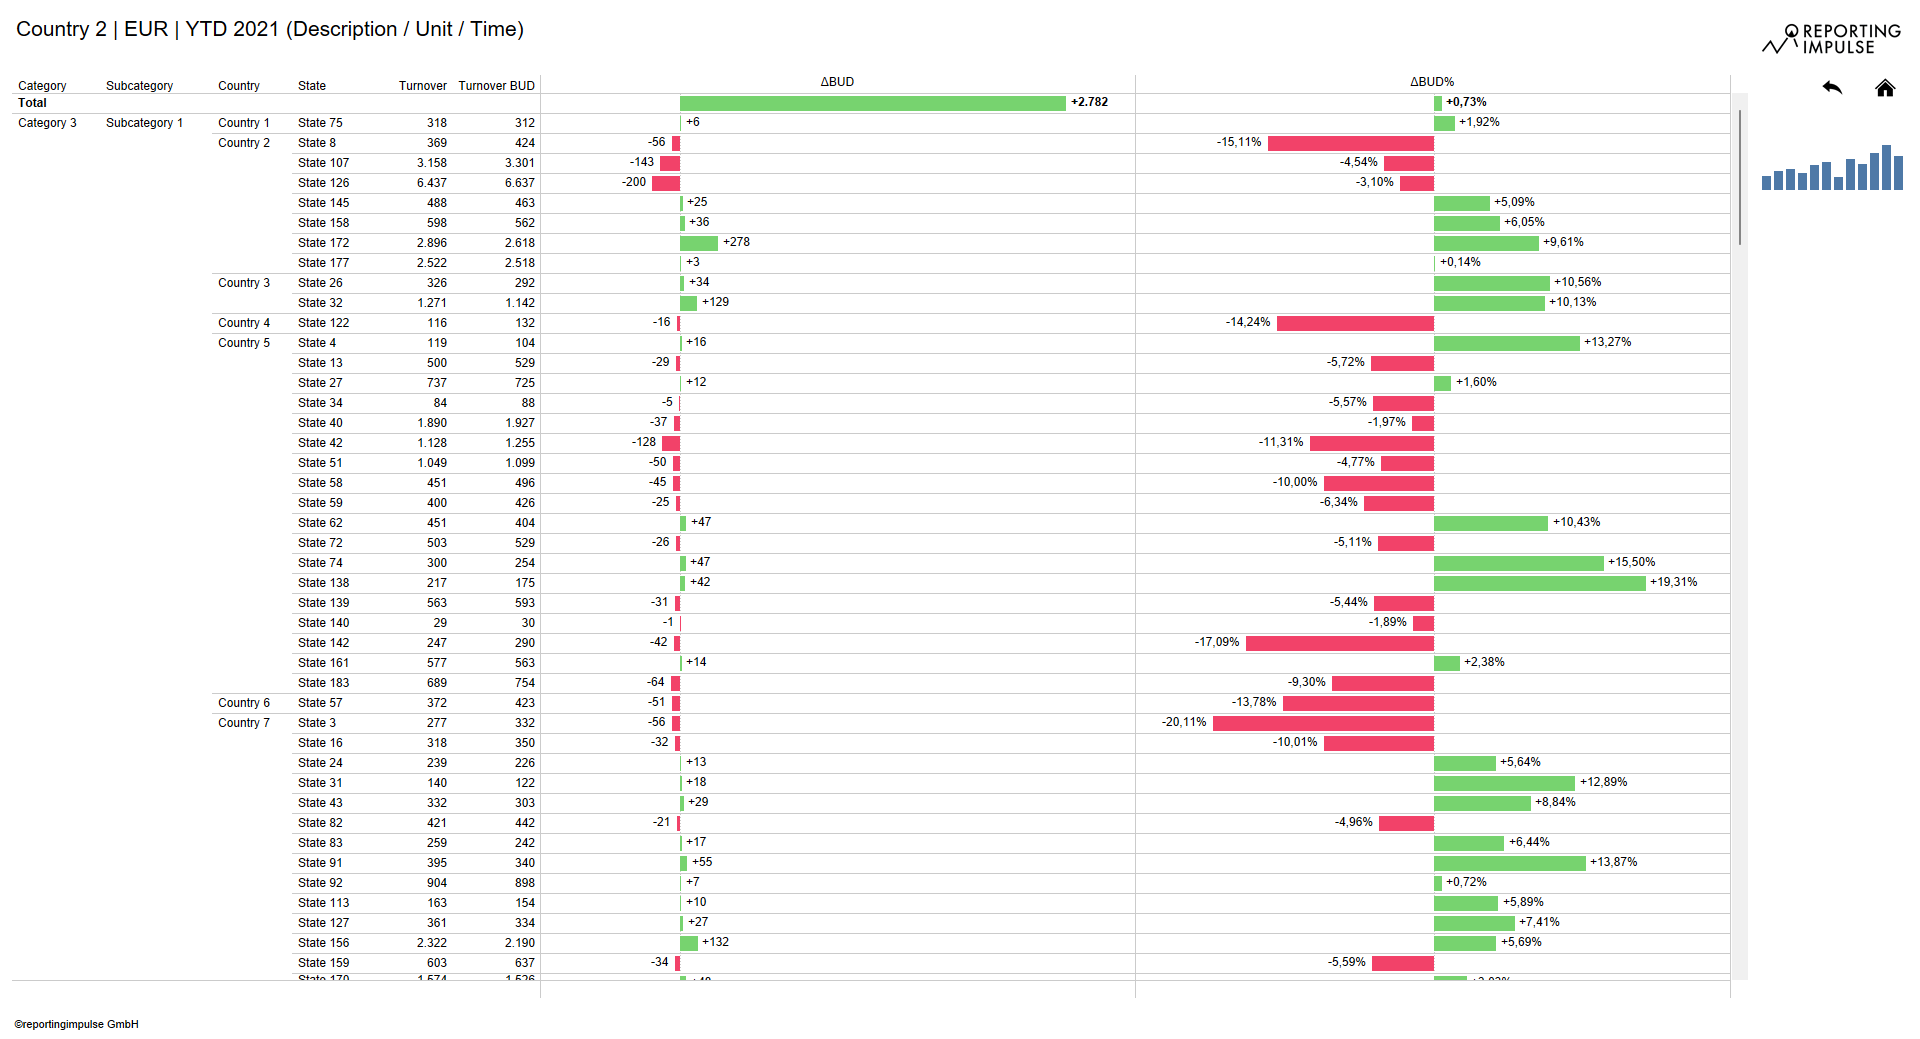 Country 2 | EUR | YTD 2021 (Description / Unit / Time)
REPORTING
IMPULSE
Category Subcategory Country State Turnover Turnover BUD ΔBUD ΔBUD%
Total +2.782 +0,73%
Category 3 Subcategory 1 Country 1 State 75 318 312 +6 +1,92%
Country 2 State 8 369 424 -56 -15,11%
State 107 3.158 3.301 -143 -4,54%
State 126 6.437 6.637 -200 -3,10%
State 145 488 463 +25 +5,09%
State 158 598 562 +36 +6,05%
State 172 2.896 2.618 +278 +9,61%
State 177 2.522 2.518 +3 +0,14%
Country 3 State 26 326 292 +34 +10,56%
State 32 1.271 1.142 +129 +10,13%
Country 4 State 122 116 132 -16 -14,24%
Country 5 State 4 119 104 +16 +13,27%
State 13 500 529 -29 -5,72%
State 27 737 725 +12 +1,60%
State 34 84 88 -5 -5,57%
State 40 1.890 1.927 -37 -1,97%
State 42 1.128 1.255 -128 -11,31%
State 51 1.049 1.099 -50 -4,77%
State 58 451 496 -45 -10,00%
State 59 400 426 -25 -6,34%
State 62 451 404 +47 +10,43%
State 72 503 529 -26 -5,11%
State 74 300 254 +47 +15,50%
State 138 217 175 +42 +19,31%
State 139 563 593 -31 -5,44%
State 140 29 30 -1 -1,89%
State 142 247 290 -42 -17,09%
State 161 577 563 +14 +2,38%
State 183 689 754 -64 -9,30%
Country 6 State 57 372 423 -51 -13,78%
Country 7 State 3 277 332 -56 -20,11%
State 16 318 350 -32 -10,01%
State 24 239 226 +13 +5,64%
State 31 140 122 +18 +12,89%
State 43 332 303 +29 +8,84%
State 82 421 442 -21 -4,96%
State 83 259 242 +17 +6,44%
State 91 395 340 +55 +13,87%
State 92 904 898 +7 +0,72%
State 113 163 154 +10 +5,89%
State 127 361 334 +27 +7,41%
State 156 2.322 2.190 +132 +5,69%
State 159 603 637 -34 -5,59%
State
©reportingimpulse GmbH